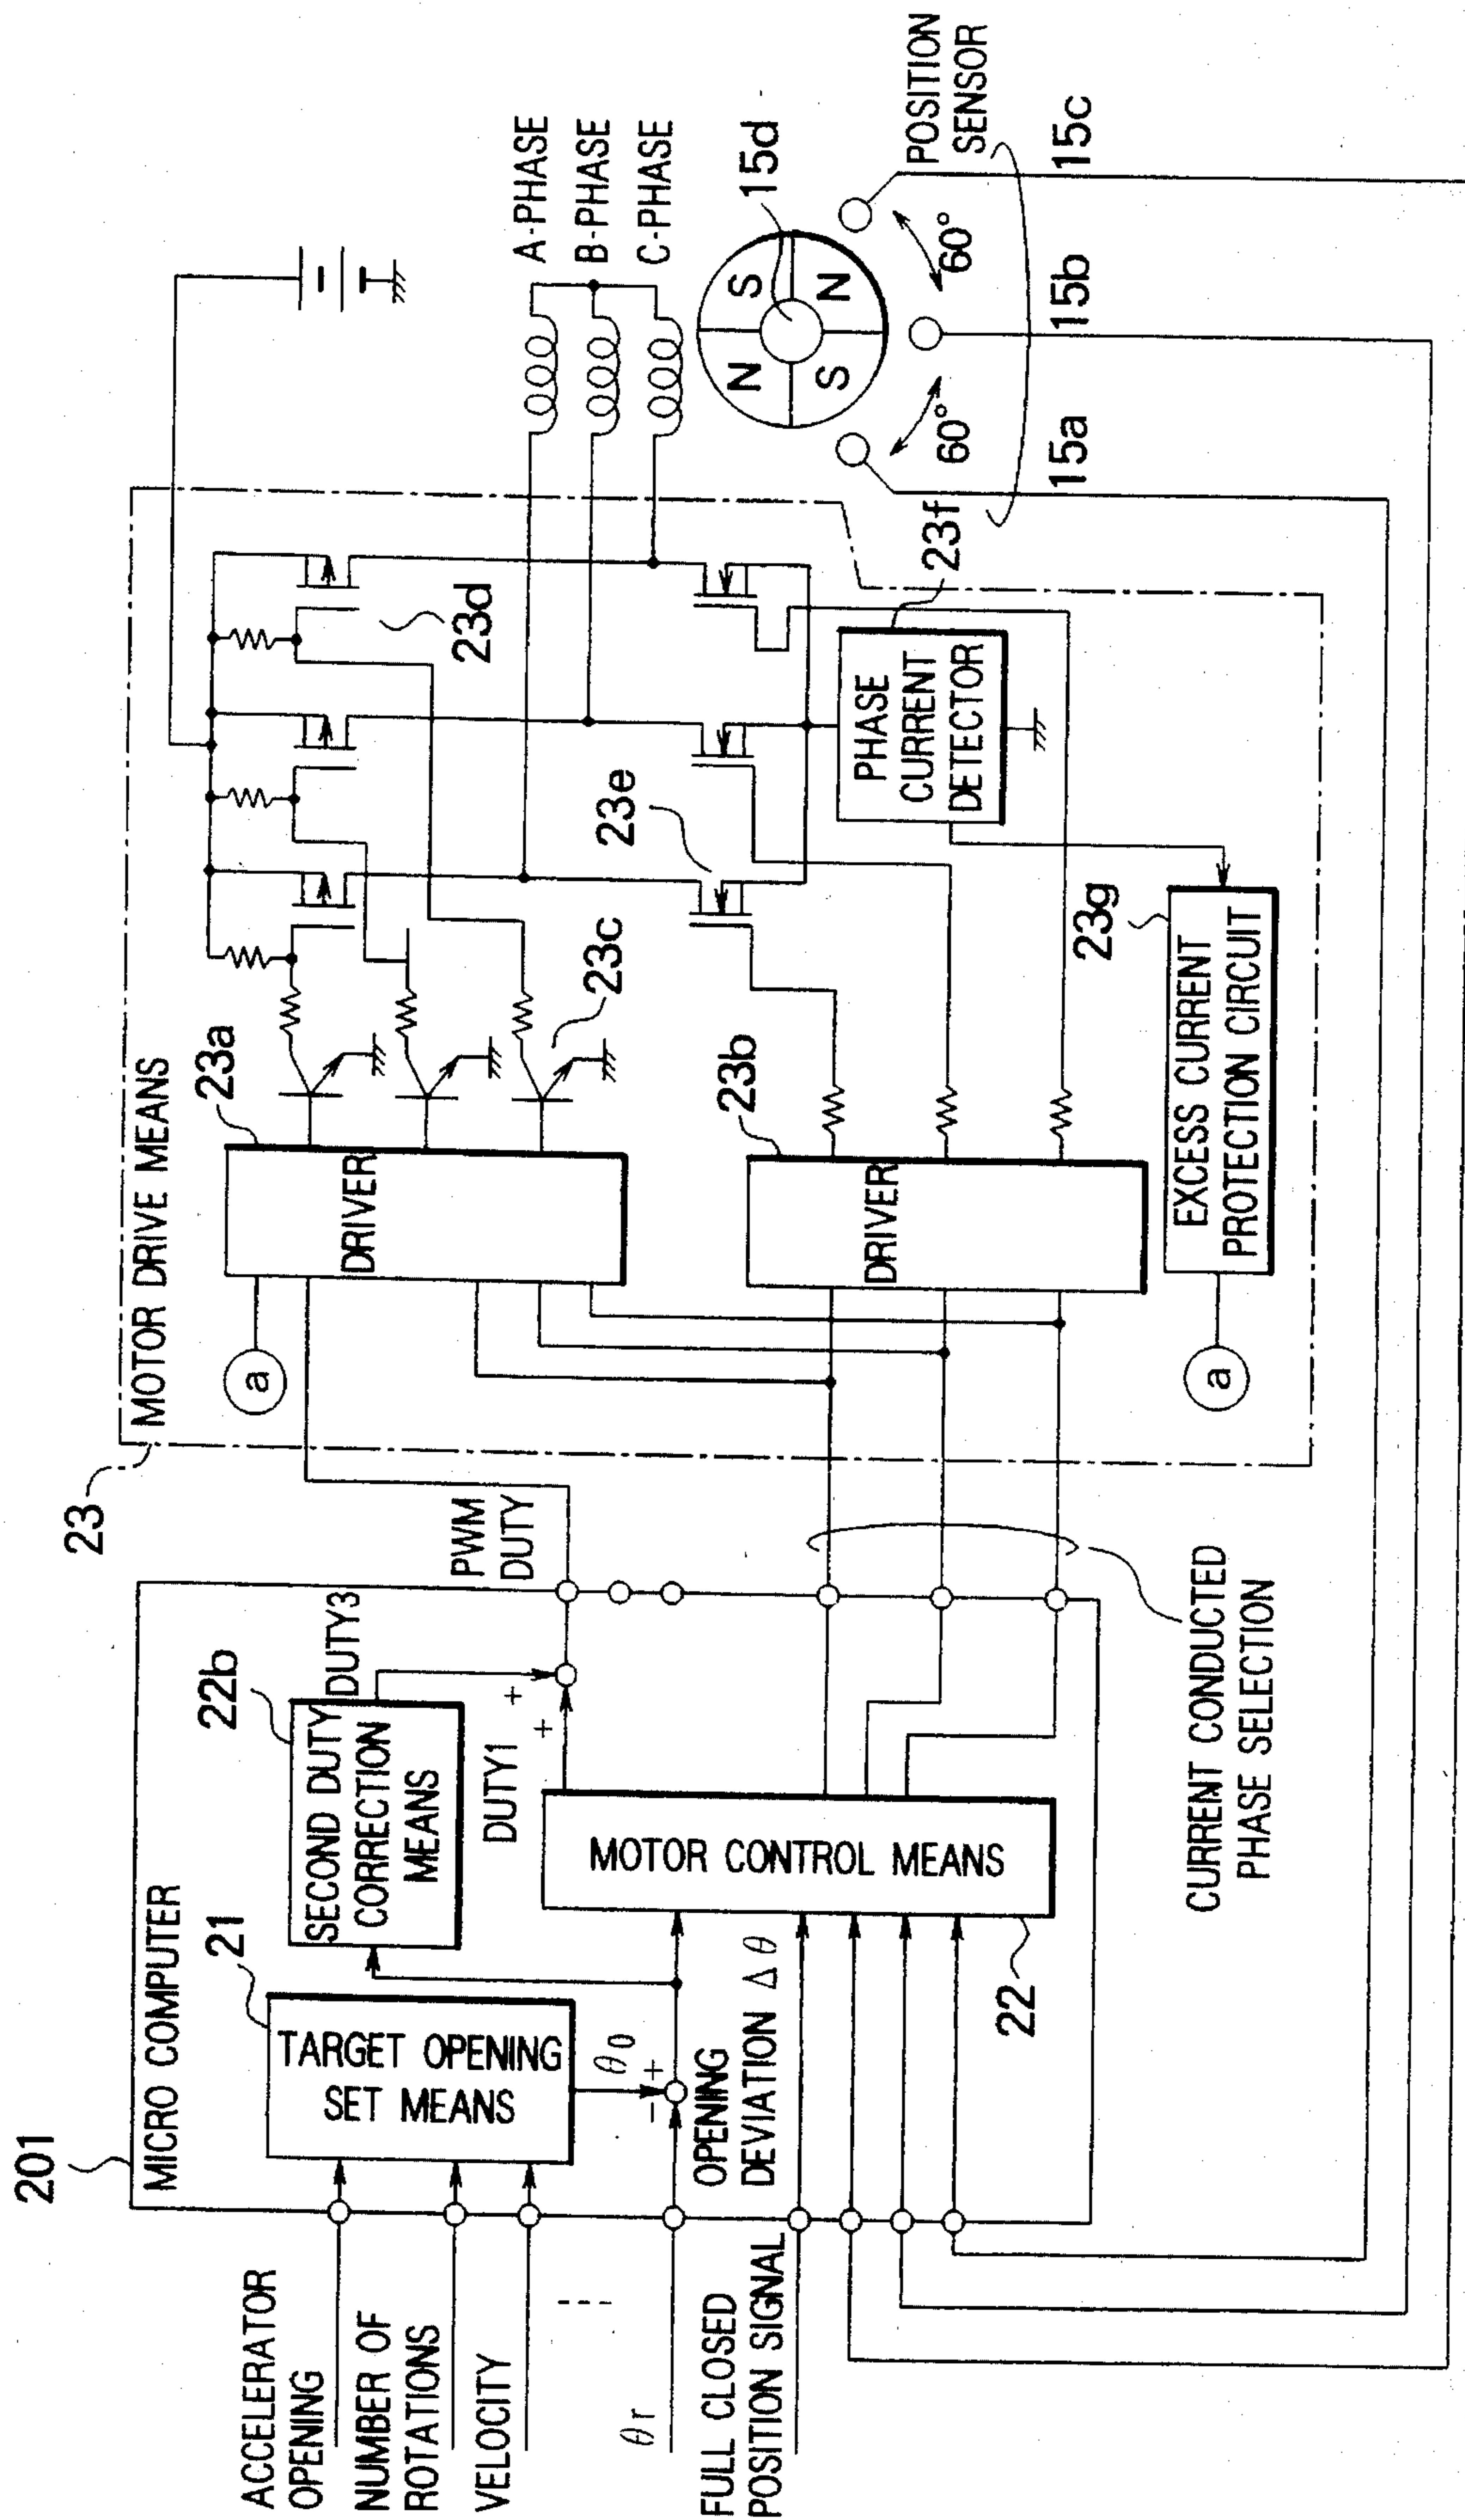 201
MICRO COMPUTER
ACCELERATOR
OPENING
NUMBER OF
ROTATIONS
VELOCITY
θr
FULL CLOSED
POSITION SIGNAL
21
TARGET OPENING
SET MEANS
θ0
+
−
OPENING
DEVIATION Δθ
22b
SECOND DUTY
CORRECTION
MEANS
DUTY3
+
DUTY1
+
MOTOR CONTROL MEANS
22
PWM
DUTY
CURRENT CONDUCTED
PHASE SELECTION
23
MOTOR DRIVE MEANS
a
23a
DRIVER
23b
DRIVER
23c
23d
23e
PHASE
CURRENT
DETECTOR
23f
23g
EXCESS CURRENT
PROTECTION CIRCUIT
a
A-PHASE
B-PHASE
C-PHASE
N
S
S
N
15d
60°
60°
POSITION
SENSOR
15a
15b
15c